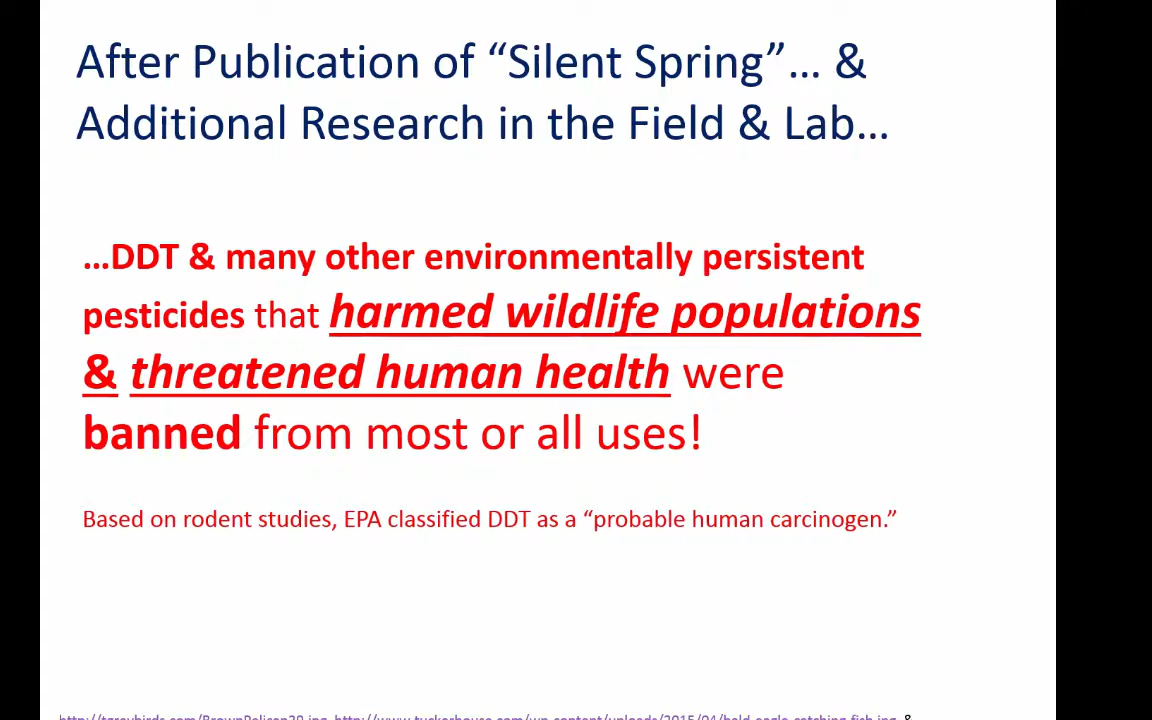 After Publication of “Silent Spring”… &
Additional Research in the Field & Lab…
…DDT & many other environmentally persistent
pesticides that harmed wildlife populations
& threatened human health were
banned from most or all uses!
Based on rodent studies, EPA classified DDT as a “probable human carcinogen.”
http://tgreybirds.com/BrownPelican30.jpg, http://www.tuckerhouse.com/wp-content/uploads/2015/04/bald-eagle-catching-fish.jpg &